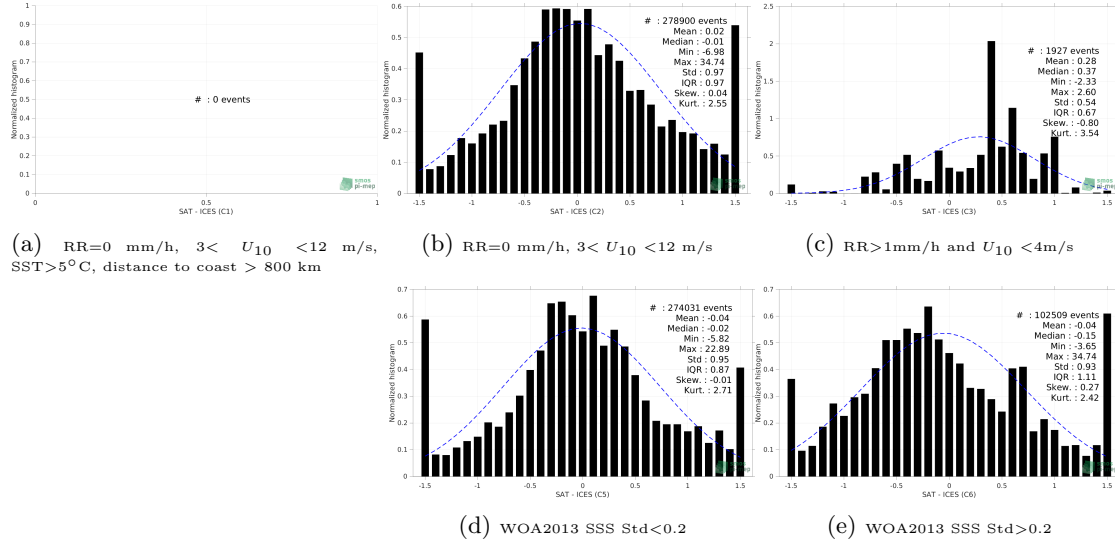 1
0.9
0.8
0.7
0.6
0.5
0.4
0.3
0.2
0.1
0
Normalized histogram
# : 0 events
smos
pi-mep
0
0.5
1
SAT - ICES (C1)
(a) RR=0 mm/h, 3< U10 <12 m/s,
SST>5°C, distance to coast > 800 km
0.6
0.5
0.4
0.3
0.2
0.1
0
Normalized histogram
# : 278900 events
Mean : 0.02
Median : -0.01
Min : -6.98
Max : 34.74
Std : 0.97
IQR : 0.97
Skew. : 0.04
Kurt. : 2.55
smos
pi-mep
-1.5
-1
-0.5
0
0.5
1
1.5
SAT - ICES (C2)
(b) RR=0 mm/h, 3< U10 <12 m/s
2.5
2
1.5
1
0.5
0
Normalized histogram
# : 1927 events
Mean : 0.28
Median : 0.37
Min : -2.33
Max : 2.60
Std : 0.54
IQR : 0.67
Skew. : -0.80
Kurt. : 3.54
smos
pi-mep
-1.5
-1
-0.5
0
0.5
1
1.5
SAT - ICES (C3)
(c) RR>1mm/h and U10 <4m/s
0.7
0.6
0.5
0.4
0.3
0.2
0.1
0
Normalized histogram
# : 274031 events
Mean : -0.04
Median : -0.02
Min : -5.82
Max : 22.89
Std : 0.95
IQR : 0.87
Skew. : -0.01
Kurt. : 2.71
smos
pi-mep
-1.5
-1
-0.5
0
0.5
1
1.5
SAT - ICES (C5)
(d) WOA2013 SSS Std<0.2
0.7
0.6
0.5
0.4
0.3
0.2
0.1
0
Normalized histogram
# : 102509 events
Mean : -0.04
Median : -0.15
Min : -3.65
Max : 34.74
Std : 0.93
IQR : 1.11
Skew. : 0.27
Kurt. : 2.42
smos
pi-mep
-1.5
-1
-0.5
0
0.5
1
1.5
SAT - ICES (C6)
(e) WOA2013 SSS Std>0.2